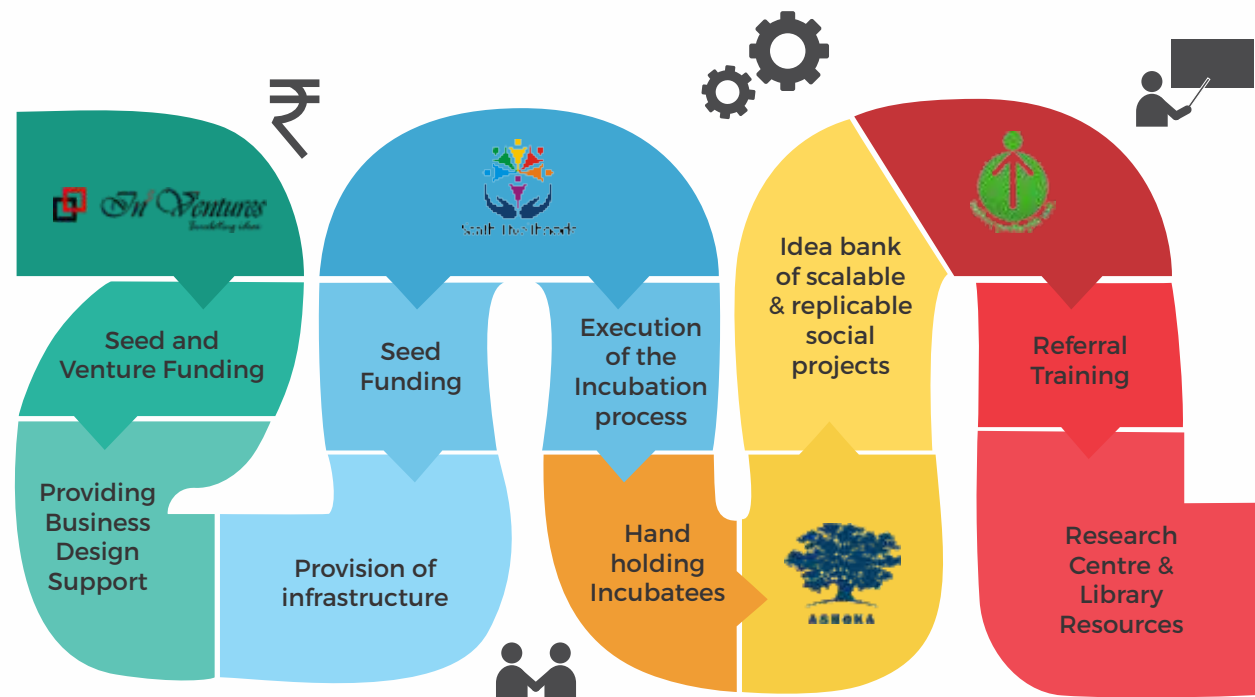 ₹
In³ Ventures
Seed and
Venture Funding
Providing
Business
Design
Support
Seed
Funding
Provision of
infrastructure
Execution
of the
Incubation
process
Hand
holding
Incubatees
Idea bank
of scalable
& replicable
social
projects
ASHOKA
Referral
Training
Research
Centre &
Library
Resources